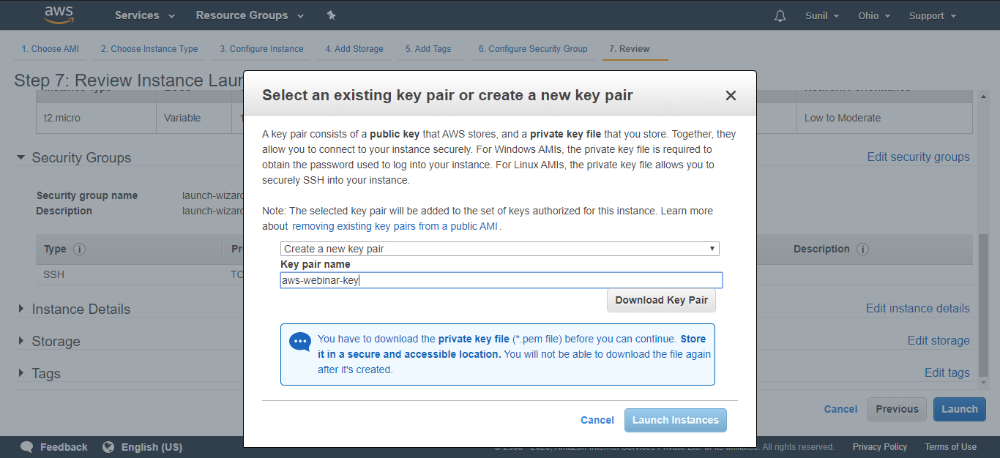 aws
Services
Resource Groups
Sunil
Ohio
Support
1. Choose AMI
2. Choose Instance Type
3. Configure Instance
4. Add Storage
5. Add Tags
6. Configure Security Group
7. Review
Step 7: Review Instance Laun
t2.micro
Variable
Low to Moderate
Security Groups
Edit security groups
Security group name
launch-wizard
Description
launch-wizard
Type
Pr
Description
SSH
TC
Instance Details
Edit instance details
Storage
Edit storage
Tags
Edit tags
Select an existing key pair or create a new key pair
A key pair consists of a public key that AWS stores, and a private key file that you store. Together, they
allow you to connect to your instance securely. For Windows AMIs, the private key file is required to
obtain the password used to log into your instance. For Linux AMIs, the private key file allows you to
securely SSH into your instance.
Note: The selected key pair will be added to the set of keys authorized for this instance. Learn more
about removing existing key pairs from a public AMI .
Create a new key pair
Key pair name
aws-webinar-key
Download Key Pair
You have to download the private key file (*.pem file) before you can continue. Store
it in a secure and accessible location. You will not be able to download the file again
after it's created.
Cancel
Launch Instances
Cancel
Previous
Launch
Feedback
English (US)
All rights reserved.
Privacy Policy
Terms of Use